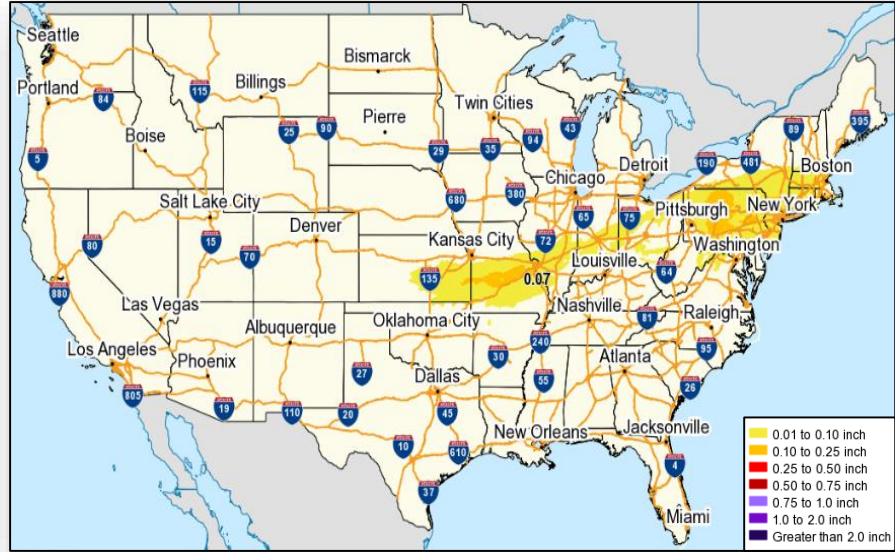 Seattle
Portland
84
115
Billings
Bismarck
Twin Cities
43
89
395
5
Boise
25
90
Pierre
29
35
94
190
481
Boston
Detroit
Chicago
680
380
65
75
Pittsburgh
New York
Salt Lake City
80
15
70
Denver
Kansas City
72
Washington
135
0.07
Louisville
64
880
Las Vegas
Albuquerque
Oklahoma City
240
Nashville
81
Raleigh
Los Angeles
Phoenix
27
30
Atlanta
95
805
19
110
20
Dallas
45
55
26
10
610
New Orleans
Jacksonville
37
4
Miami
0.01 to 0.10 inch
0.10 to 0.25 inch
0.25 to 0.50 inch
0.50 to 0.75 inch
0.75 to 1.0 inch
1.0 to 2.0 inch
Greater than 2.0 inch